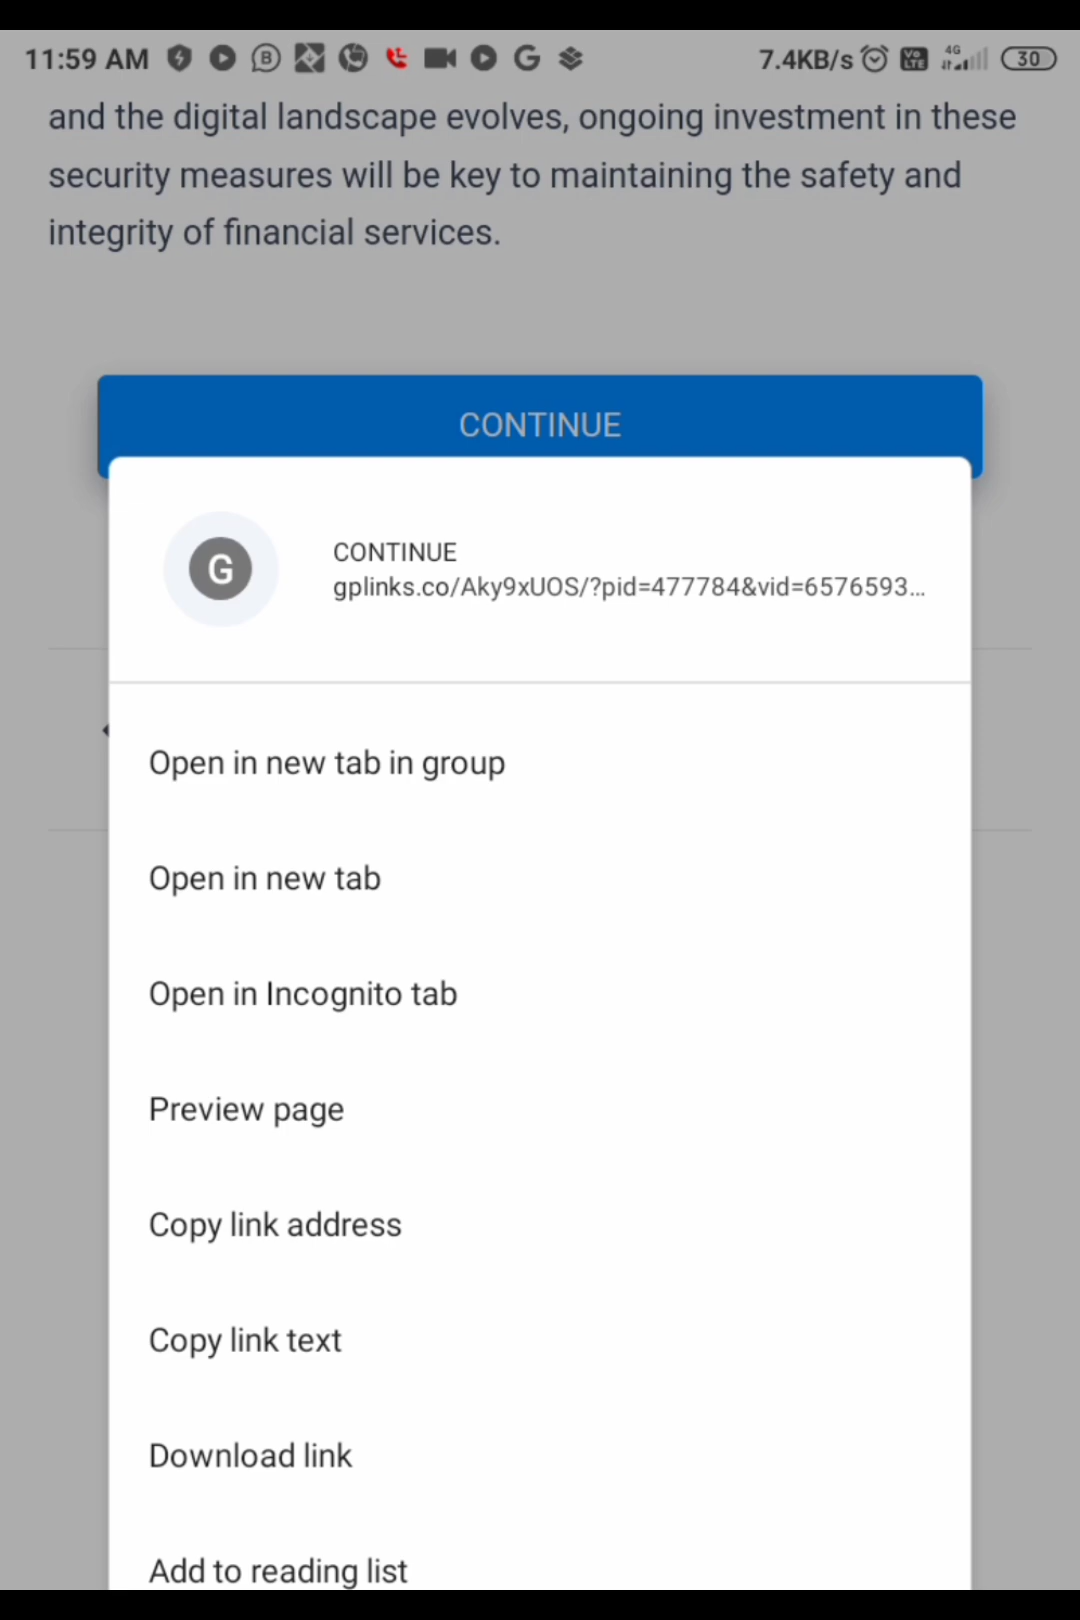 11:59 AM B G 7.4KB/s Vo LTE 4G 30
and the digital landscape evolves, ongoing investment in these
security measures will be key to maintaining the safety and
integrity of financial services.
CONTINUE
G
CONTINUE
gplinks.co/Aky9xUOS/?pid=477784&vid=6576593...
Open in new tab in group
Open in new tab
Open in Incognito tab
Preview page
Copy link address
Copy link text
Download link
Add to reading list